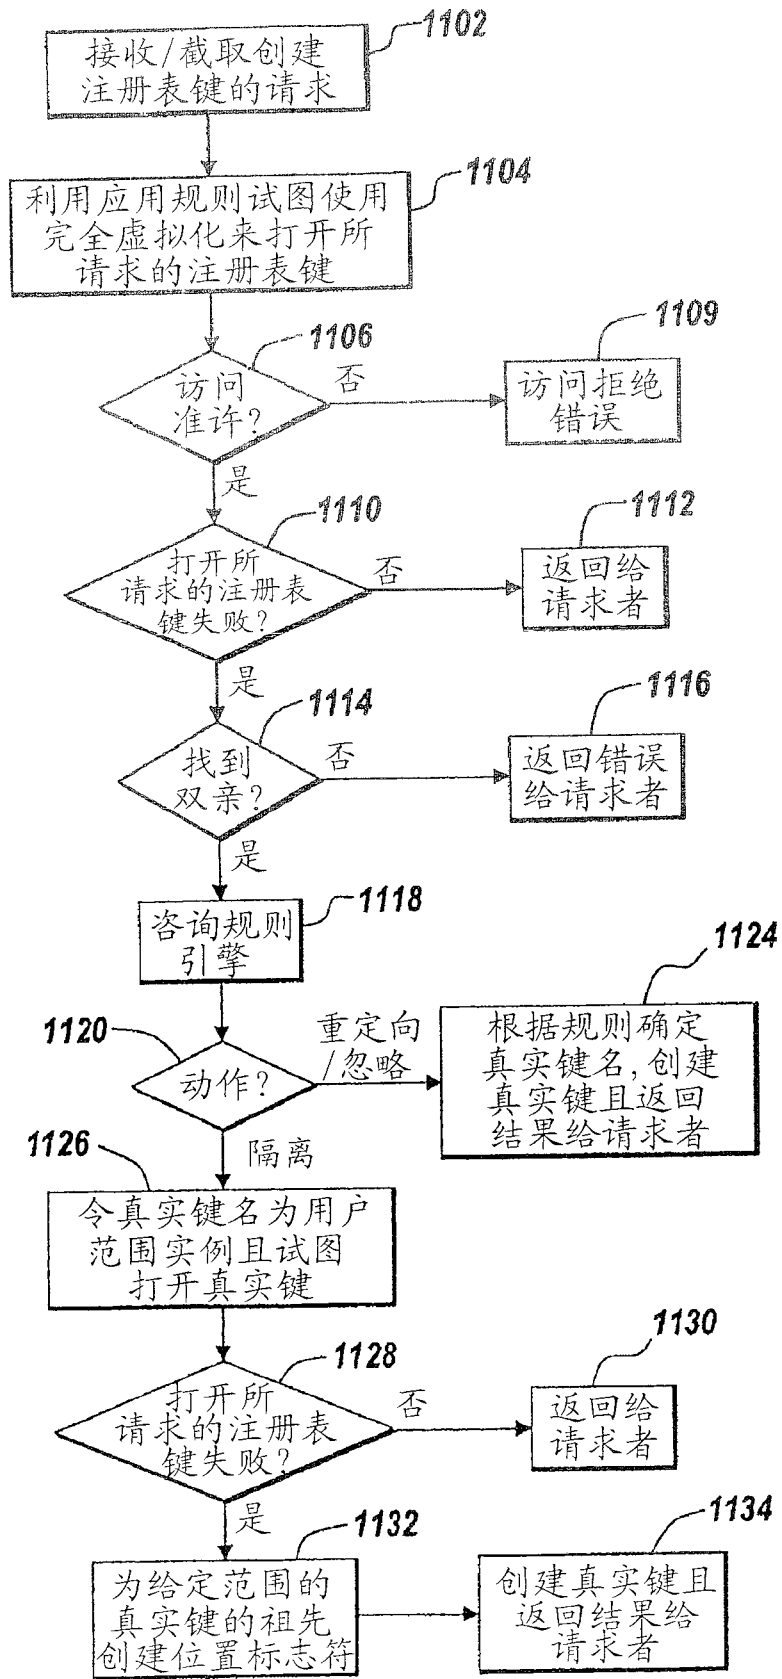 1102
接收/截取创建
注册表键的请求
1104
利用应用规则试图使用
完全虚拟化来打开所
请求的注册表键
1106
访问
准许?
否
1109
访问拒绝
错误
是
1110
打开所
请求的注册表
键失败?
否
1112
返回给
请求者
是
1114
找到
双亲?
否
1116
返回错误
给请求者
是
1118
咨询规则
引擎
1120
动作?
重定向
/忽略
1124
根据规则确定
真实键名,创建
真实键且返回
结果给请求者
隔离
1126
令真实键名为用户
范围实例且试图
打开真实键
1128
打开所
请求的注册表
键失败?
否
1130
返回给
请求者
是
1132
为给定范围的
真实键的祖先
创建位置标志符
1134
创建真实键且
返回结果给
请求者